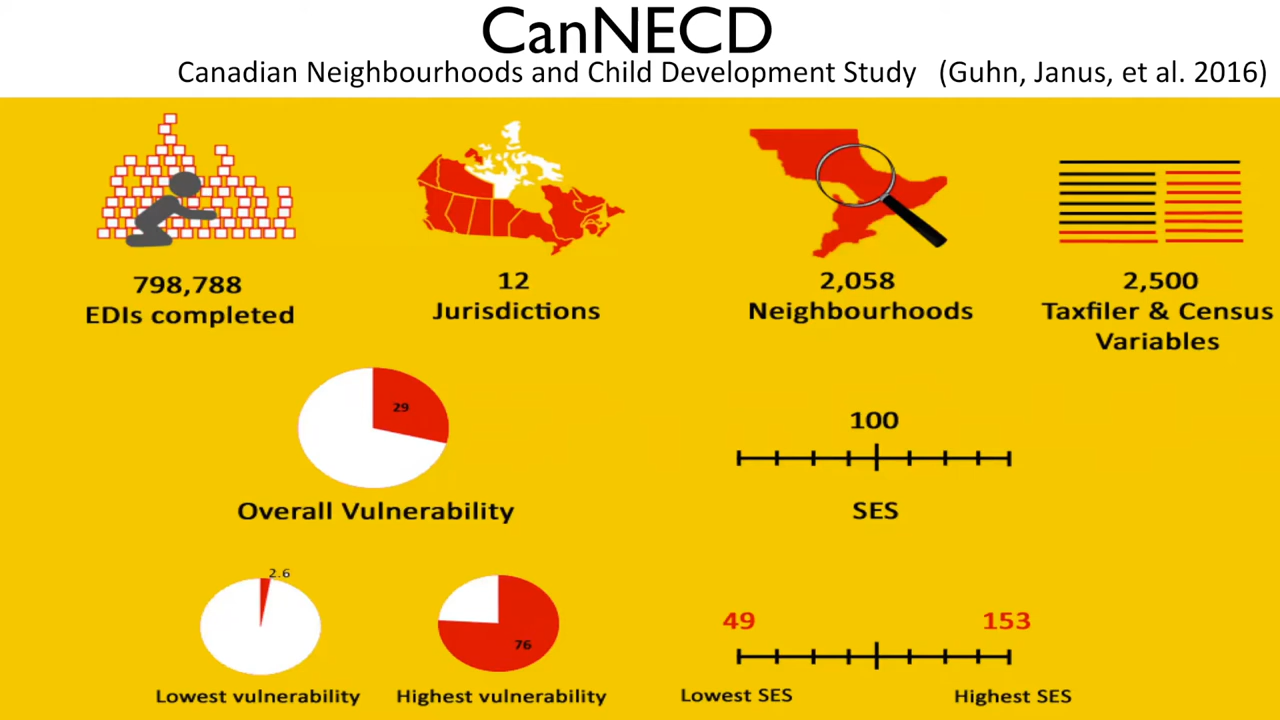 CanNECD
Canadian Neighbourhoods and Child Development Study (Guhn, Janus, et al. 2016)
798,788
EDIs completed
12
Jurisdictions
2,058
Neighbourhoods
2,500
Taxfiler & Census
Variables
29
Overall Vulnerability
100
SES
2.6
Lowest vulnerability
76
Highest vulnerability
49
153
Lowest SES
Highest SES